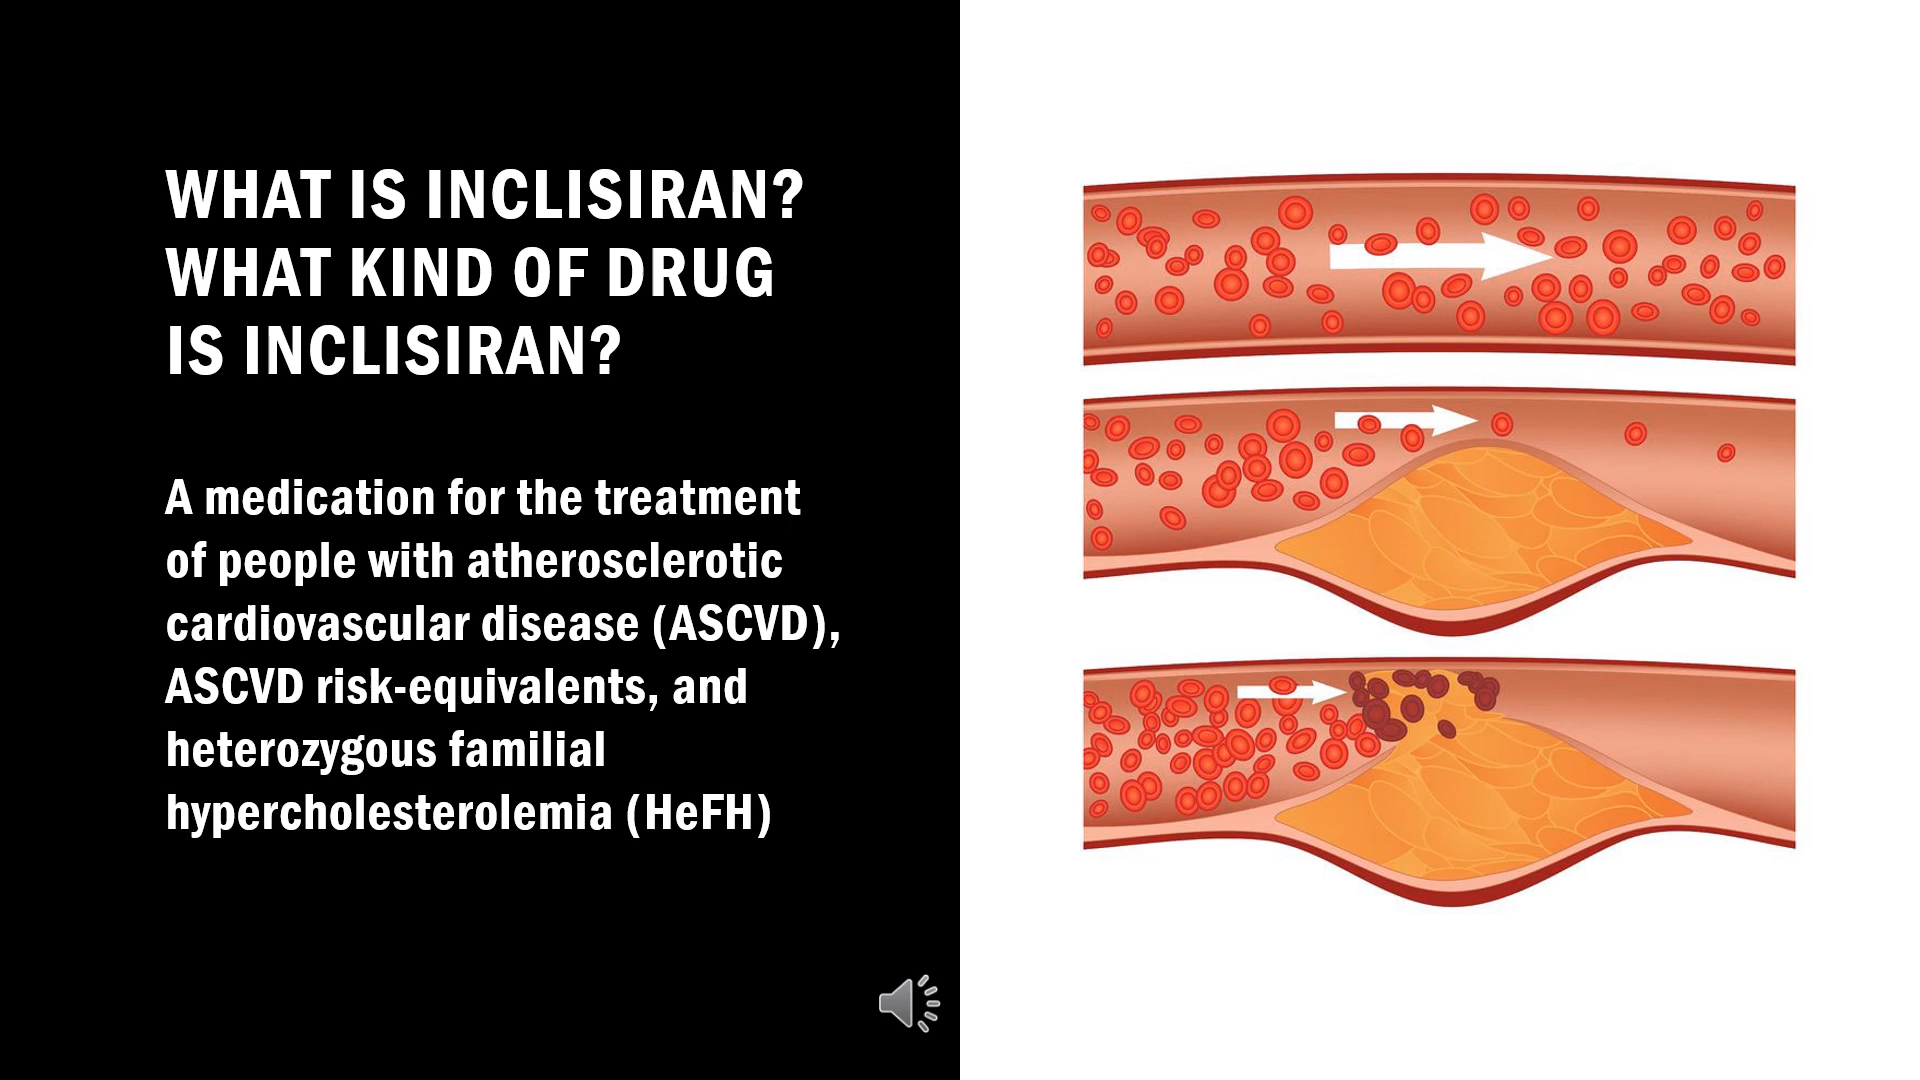 WHAT IS INCLISIRAN?
WHAT KIND OF DRUG
IS INCLISIRAN?
A medication for the treatment
of people with atherosclerotic
cardiovascular disease (ASCVD),
ASCVD risk-equivalents, and
heterozygous familial
hypercholesterolemia (HeFH)